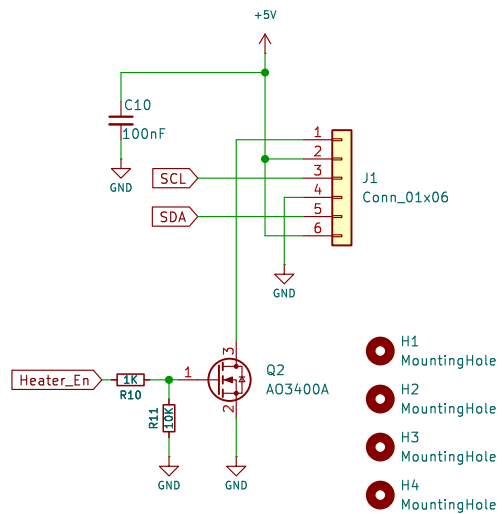 +5V
C10
100nF
GND
1
2
3
4
5
6
SCL
SDA
J1
Conn_01x06
GND
Heater_En
1K
R10
R11
10K
GND
1
3
2
Q2
AO3400A
GND
H1
MountingHole
H2
MountingHole
H3
MountingHole
H4
MountingHole